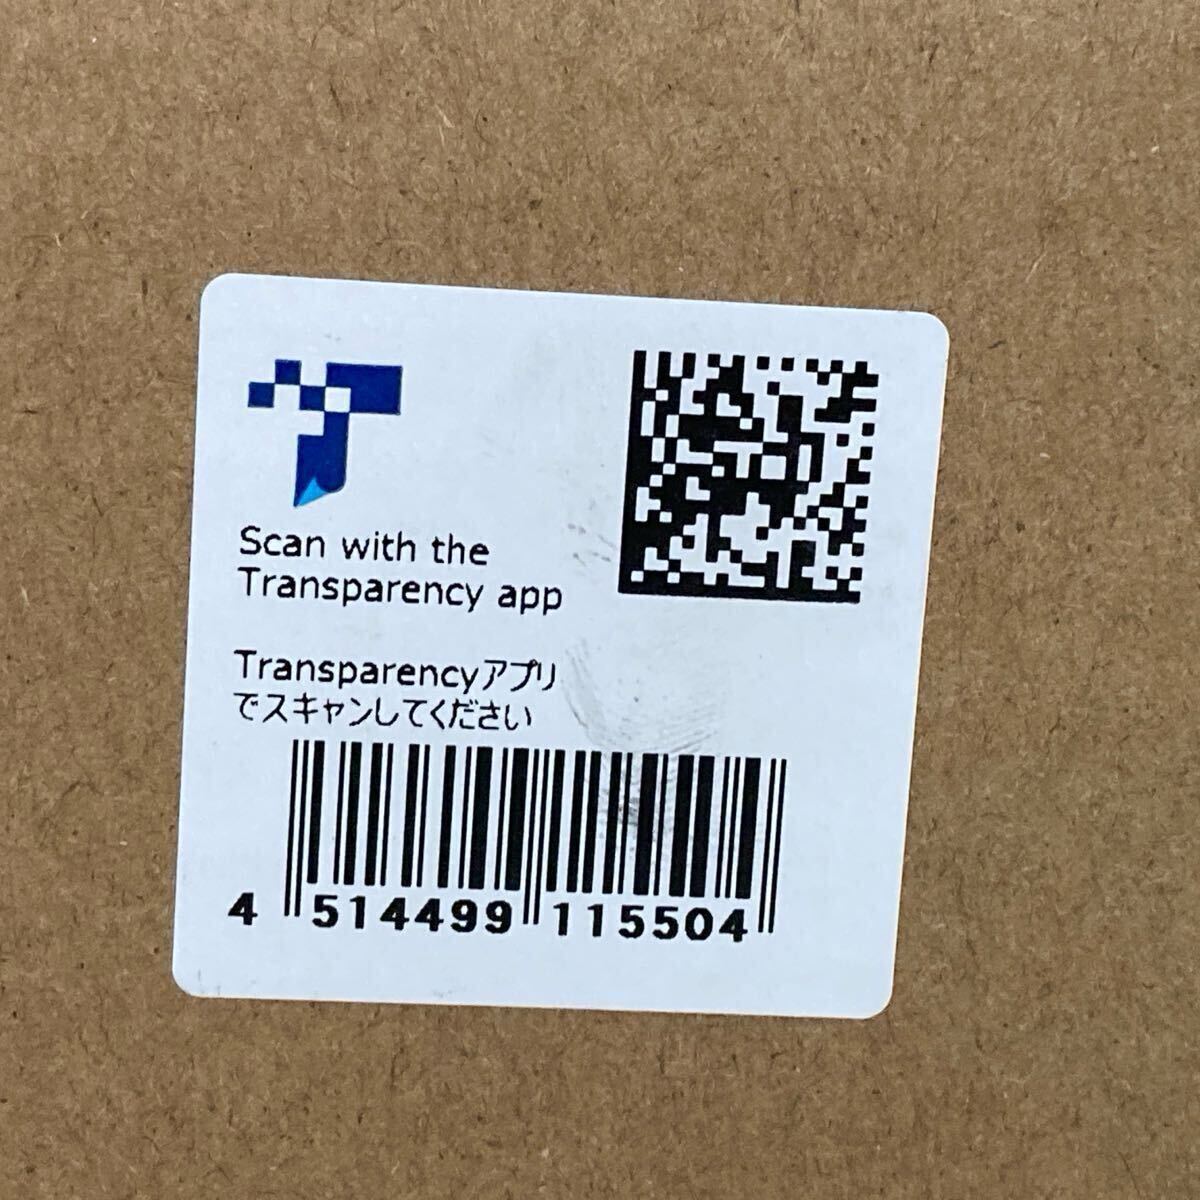 Scan with the
Transparency app
Transparencyアプリ
でスキャンしてください
4 514499 115504